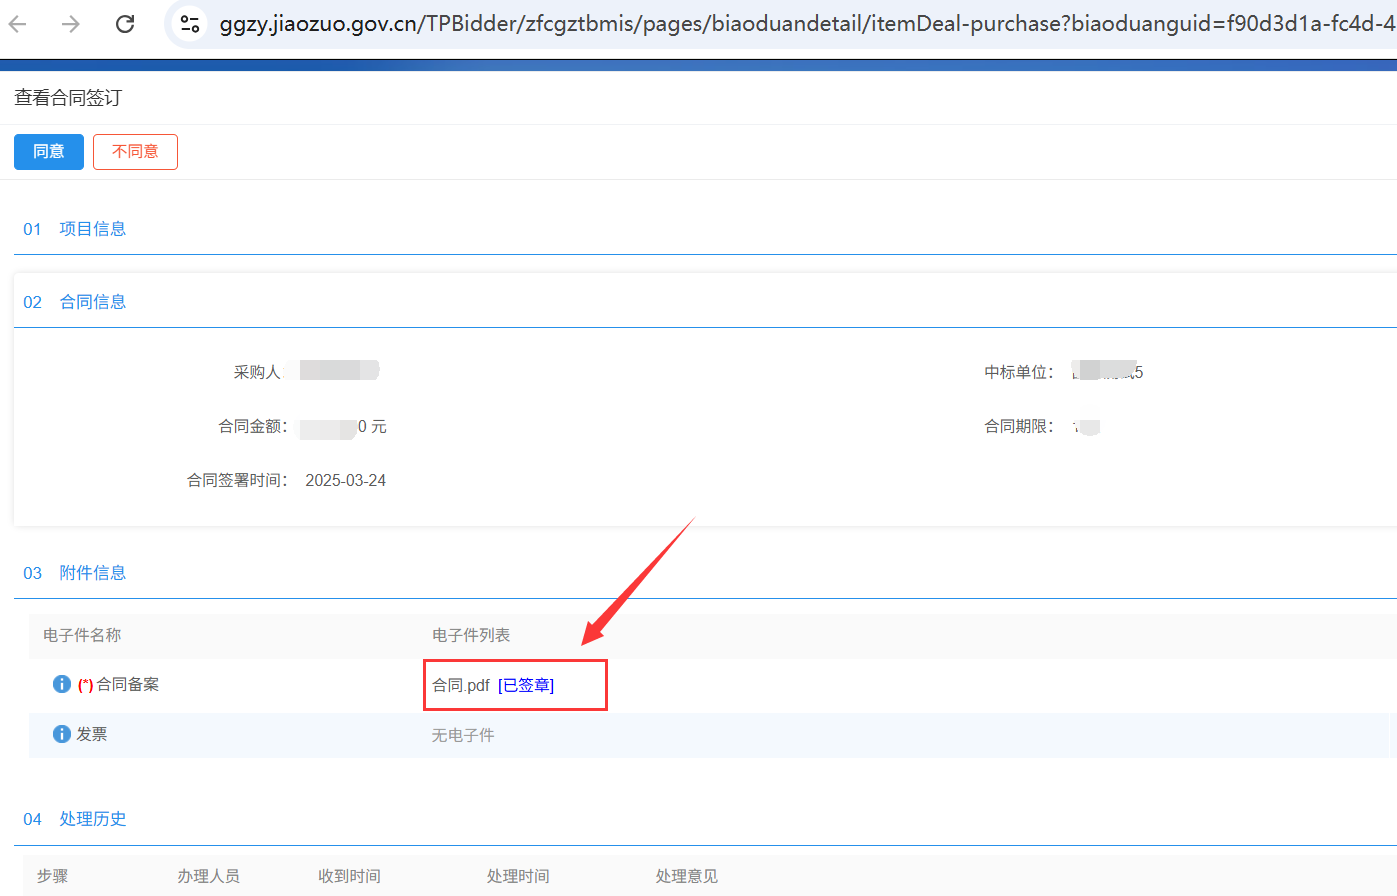 ggzy.jiaozuo.gov.cn/TPBidder/zfcgztbmis/pages/biaoduandetail/itemDeal-purchase?biaoduanguid=f90d3d1a-fc4d-4
查看合同签订
同意 不同意
01 项目信息
02 合同信息
采购人: 中标单位： 5
合同金额： 0 元 合同期限：
合同签署时间： 2025-03-24
03 附件信息
电子件名称 电子件列表
(*) 合同备案 合同.pdf [已签章]
发票 无电子件
04 处理历史
步骤 办理人员 收到时间 处理时间 处理意见